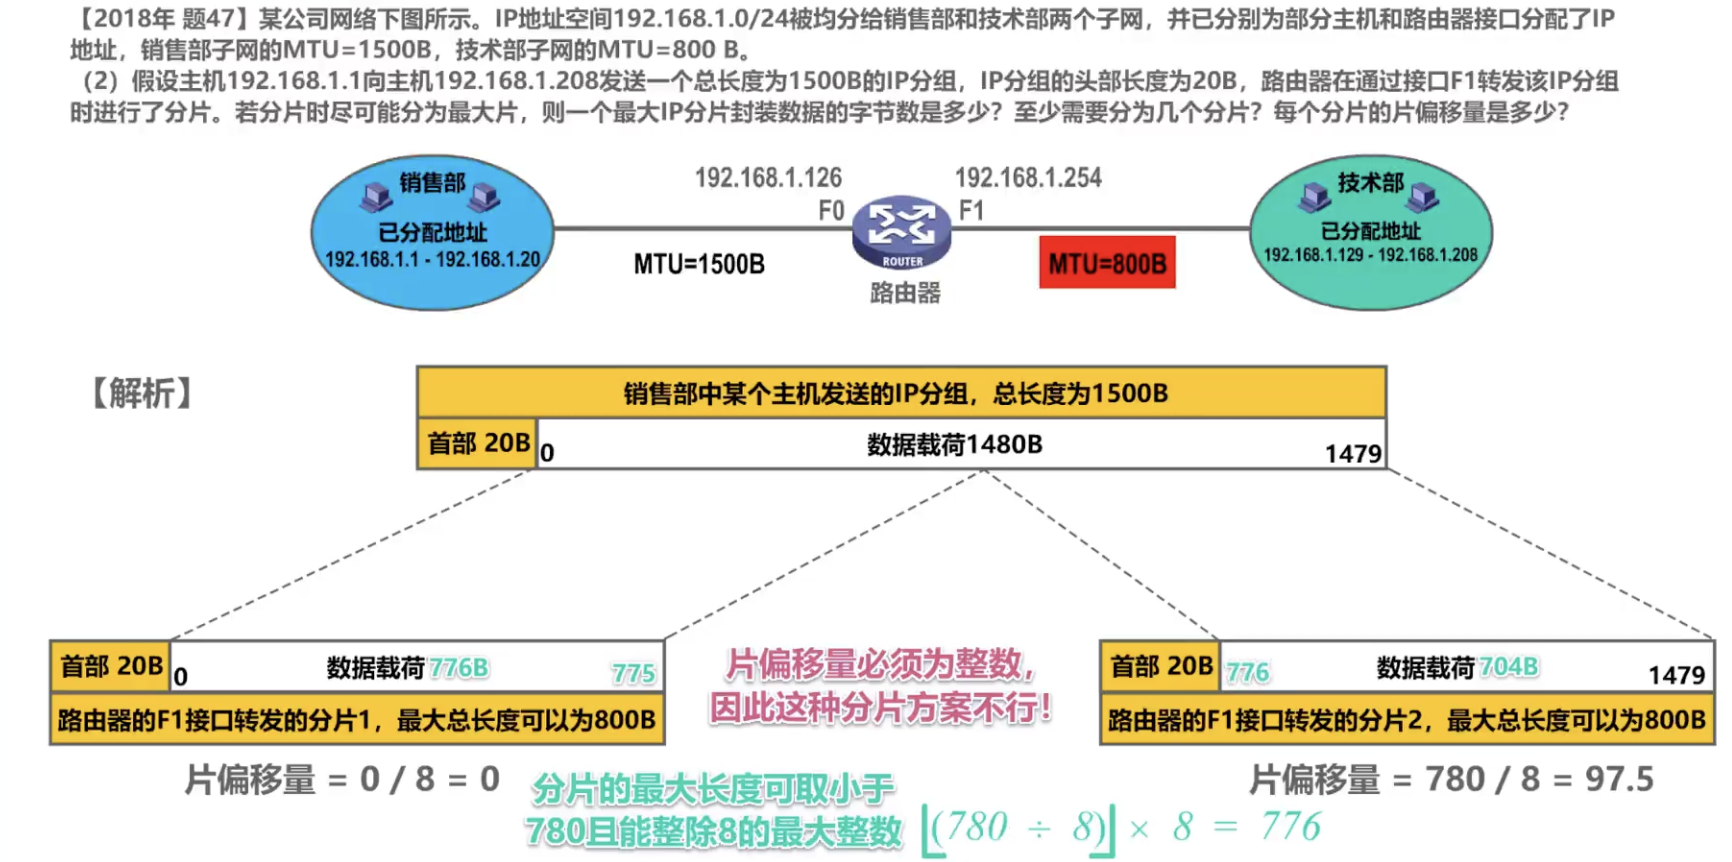 【2018年 题47】某公司网络下图所示。IP地址空间192.168.1.0/24被均分给销售部和技术部两个子网，并已分别为部分主机和路由器接口分配了IP
地址，销售部子网的MTU=1500B，技术部子网的MTU=800 B。
（2）假设主机192.168.1.1向主机192.168.1.208发送一个总长度为1500B的IP分组，IP分组的头部长度为20B，路由器在通过接口F1转发该IP分组
时进行了分片。若分片时尽可能分为最大片，则一个最大IP分片封装数据的字节数是多少？至少需要分为几个分片？每个分片的片偏移量是多少？
销售部
已分配地址
192.168.1.1 - 192.168.1.20
192.168.1.126
F0
MTU=1500B
ROUTER
路由器
192.168.1.254
F1
MTU=800B
技术部
已分配地址
192.168.1.129 - 192.168.1.208
【解析】
销售部中某个主机发送的IP分组，总长度为1500B
首部 20B 0 数据载荷1480B 1479
首部 20B 0 数据载荷 776B 775
路由器的F1接口转发的分片1，最大总长度可以为800B
片偏移量 = 0 / 8 = 0
片偏移量必须为整数，
因此这种分片方案不行！
首部 20B 776 数据载荷 704B 1479
路由器的F1接口转发的分片2，最大总长度可以为800B
片偏移量 = 780 / 8 = 97.5
分片的最大长度可取小于
780且能整除8的最大整数 ⌊(780 ÷ 8)⌋ × 8 = 776